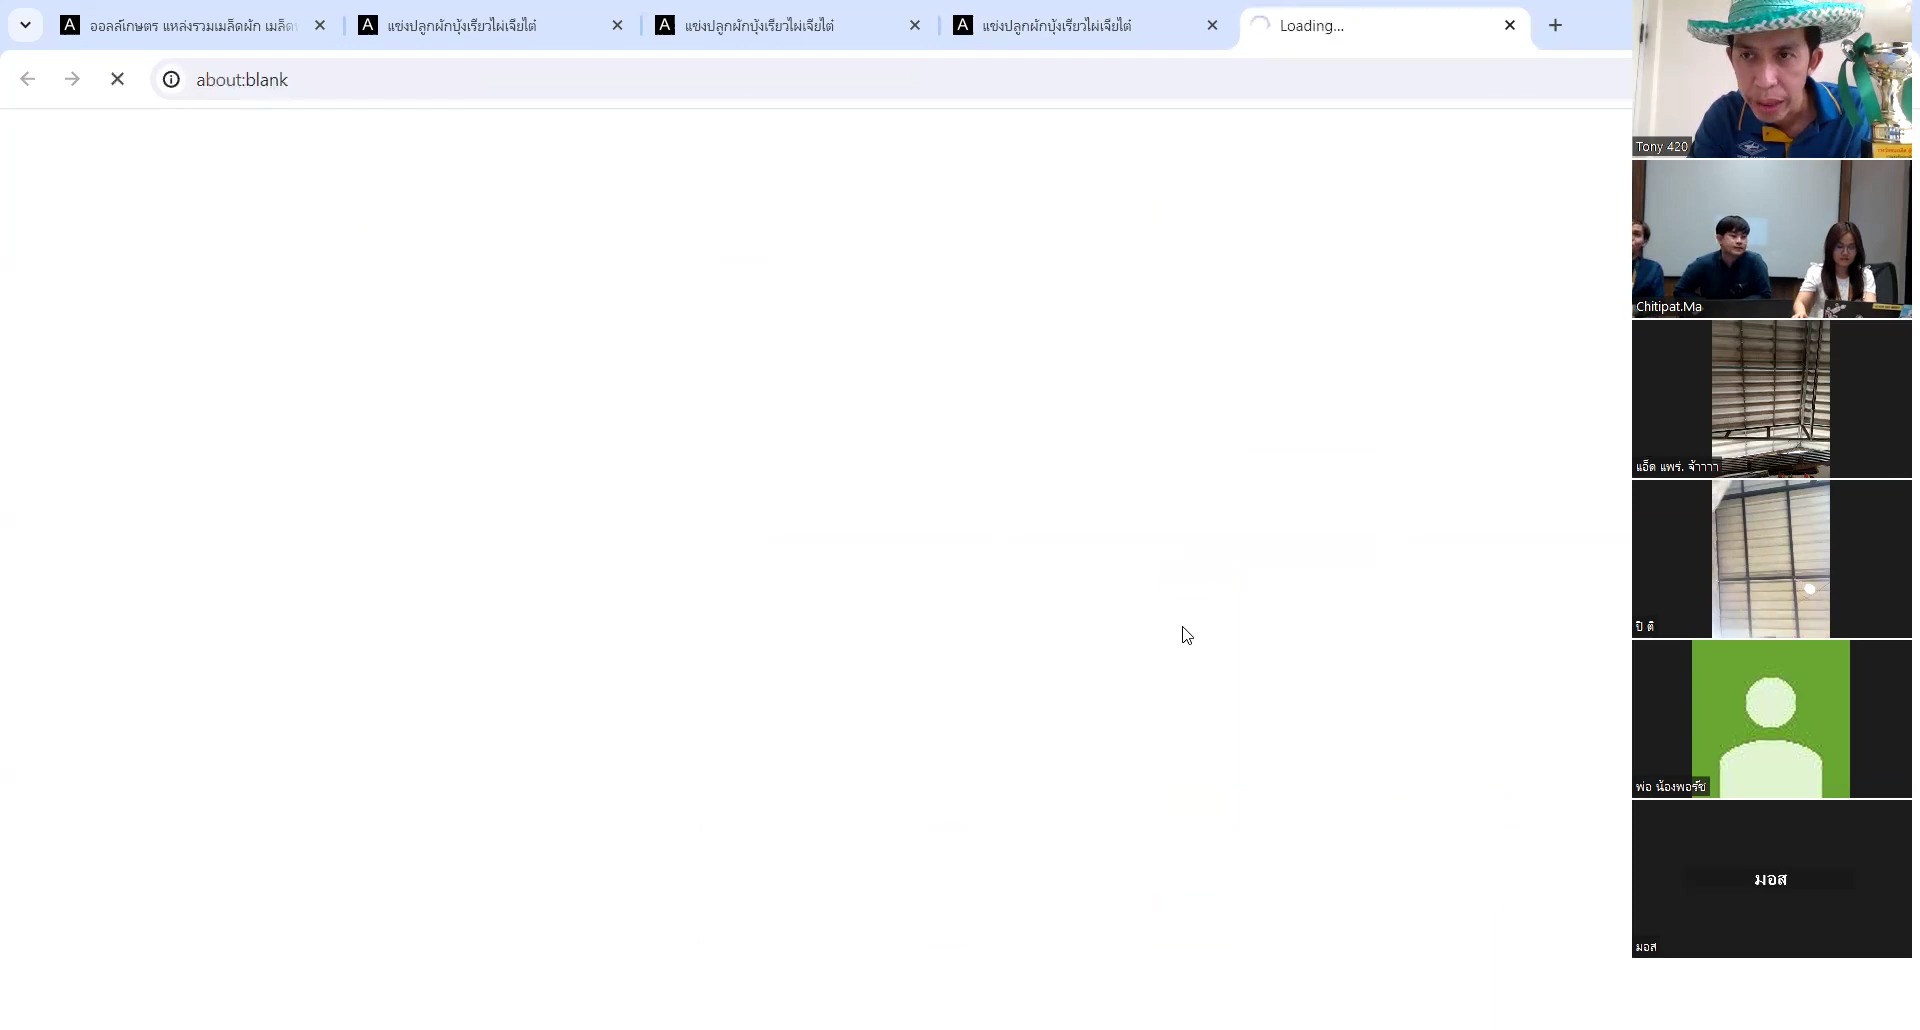 ออลล์เกษตร แหล่งรวมเมล็ดผัก เมล็ด
แข่งปลูกผักบุ้งเรียวไผ่เจียไต๋
แข่งปลูกผักบุ้งเรียวไผ่เจียไต๋
แข่งปลูกผักบุ้งเรียวไผ่เจียไต๋
Loading...
about:blank
Tony 420
Chitipat.Ma
แอ็ด แพร่. จ้าาาา
ปิ ติ
พ่อ น้องพอร์ช
มอส
มอส